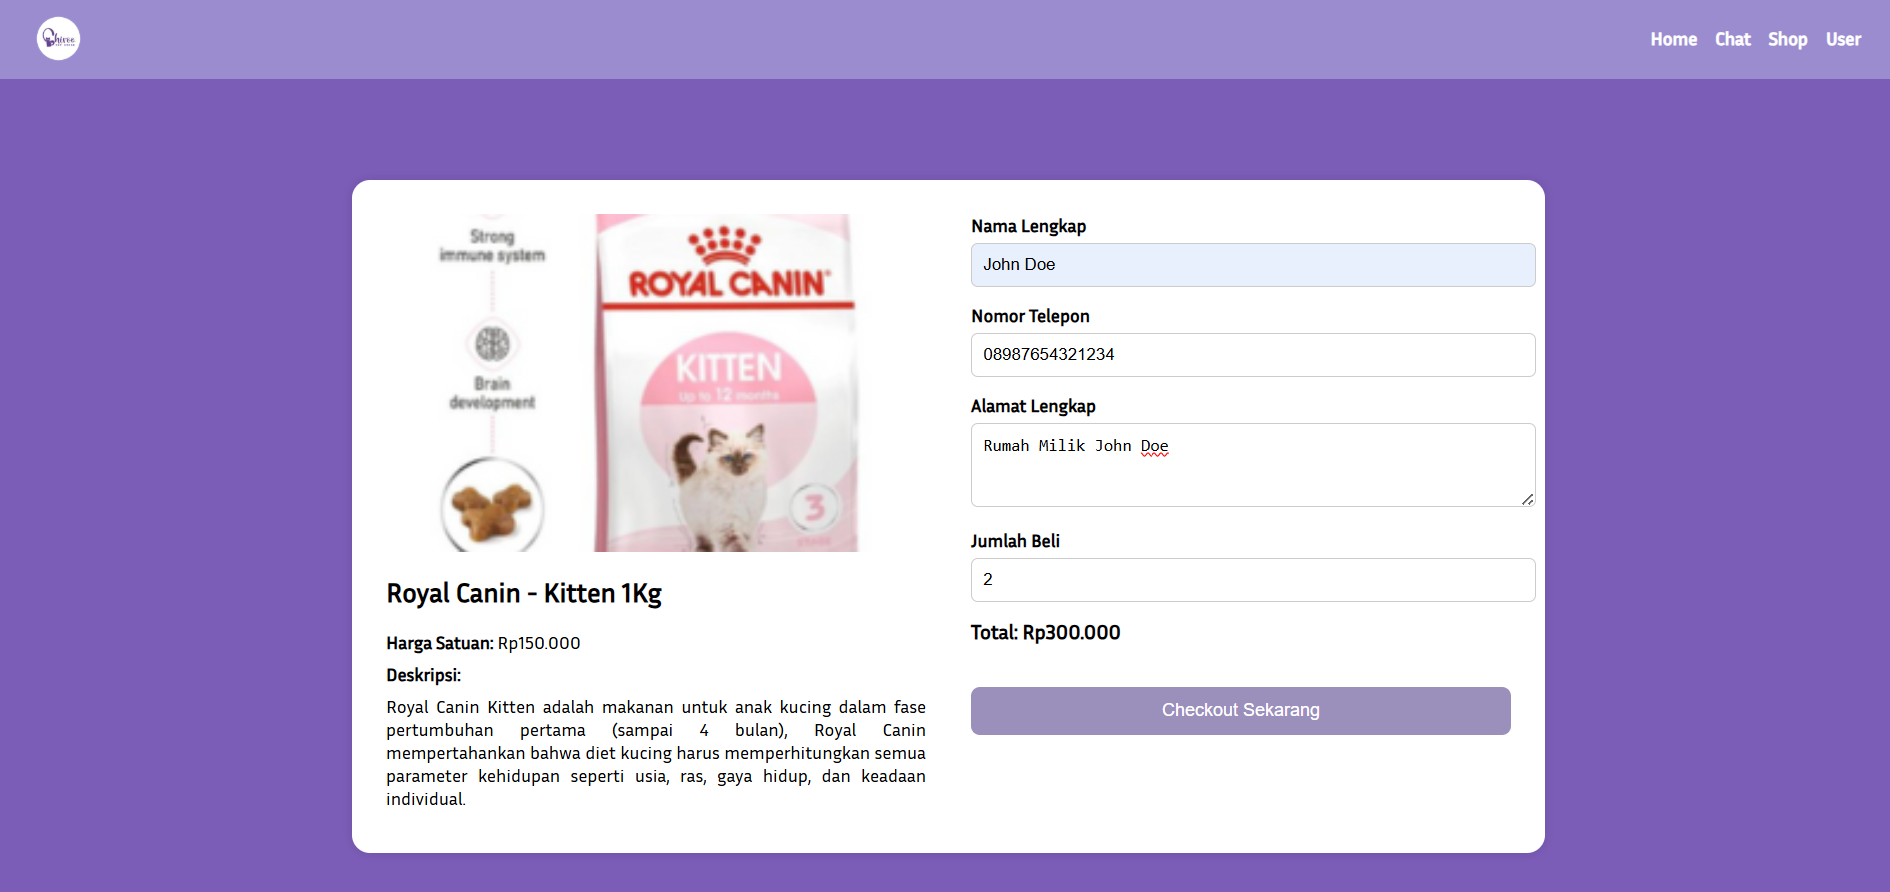 Chivoe
Home Chat Shop User
Strong
immune system
Brain
development
ROYAL CANIN
KITTEN
Up to 12 months
3
STAGE
Royal Canin - Kitten 1Kg
Harga Satuan: Rp150.000
Deskripsi:
Royal Canin Kitten adalah makanan untuk anak kucing dalam fase
pertumbuhan pertama (sampai 4 bulan), Royal Canin
mempertahankan bahwa diet kucing harus memperhitungkan semua
parameter kehidupan seperti usia, ras, gaya hidup, dan keadaan
individual.
Nama Lengkap
John Doe
Nomor Telepon
08987654321234
Alamat Lengkap
Rumah Milik John Doe
Jumlah Beli
2
Total: Rp300.000
Checkout Sekarang